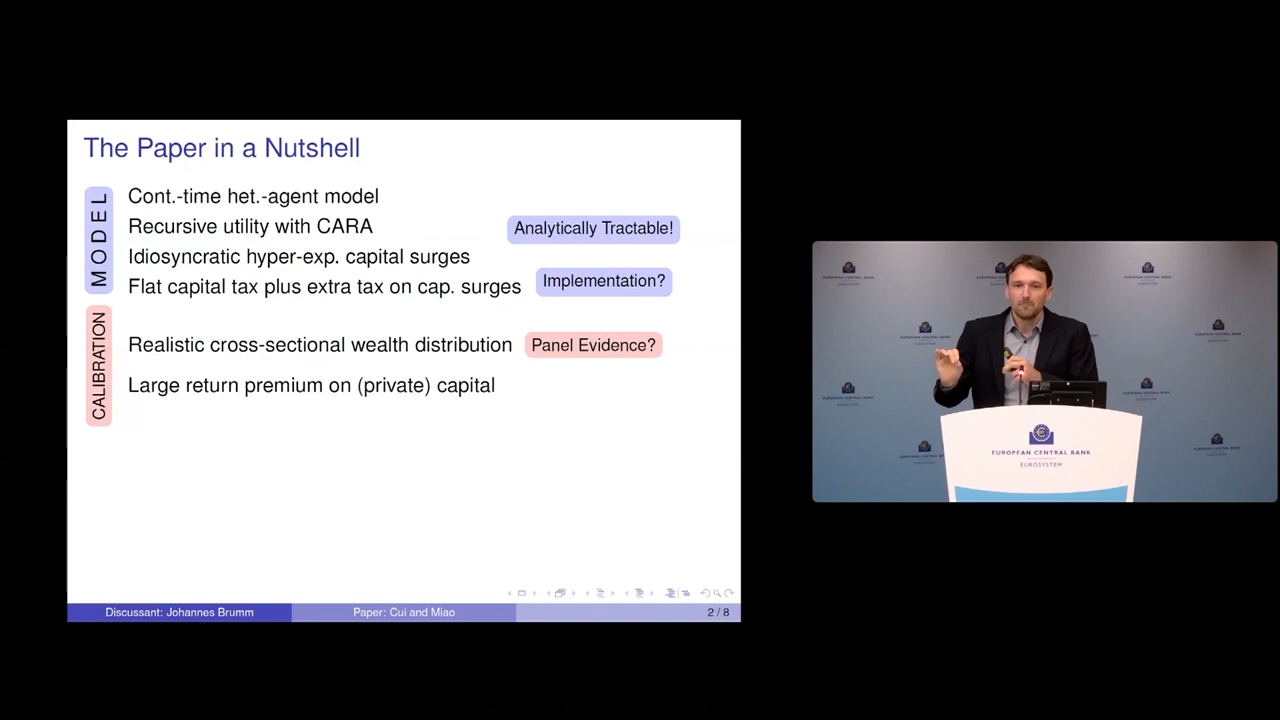 The Paper in a Nutshell
MODEL
Cont.-time het.-agent model
Recursive utility with CARA
Analytically Tractable!
Idiosyncratic hyper-exp. capital surges
Flat capital tax plus extra tax on cap. surges
Implementation?
CALIBRATION
Realistic cross-sectional wealth distribution
Panel Evidence?
Large return premium on (private) capital
Discussant: Johannes Brumm
Paper: Cui and Miao
2 / 8
EUROPEAN CENTRAL BANK
EUROSYSTEM